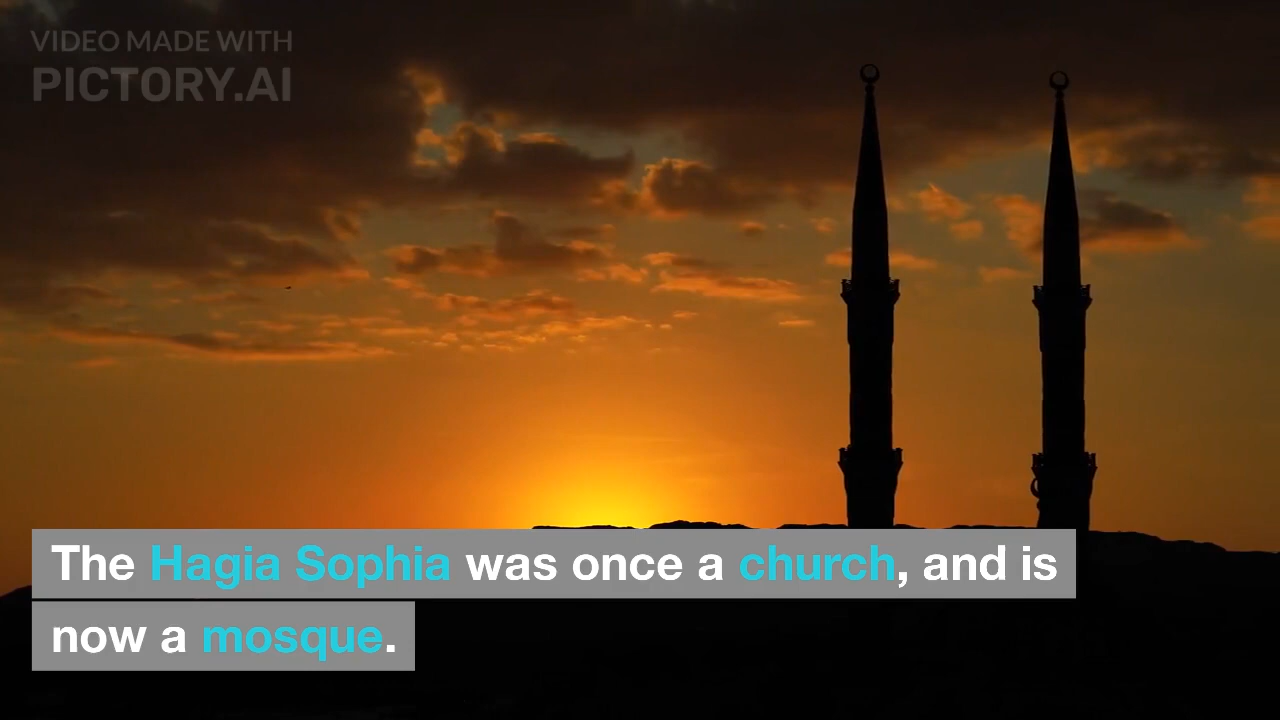 VIDEO MADE WITH
PICTORY.AI
The Hagia Sophia was once a church, and is
now a mosque.